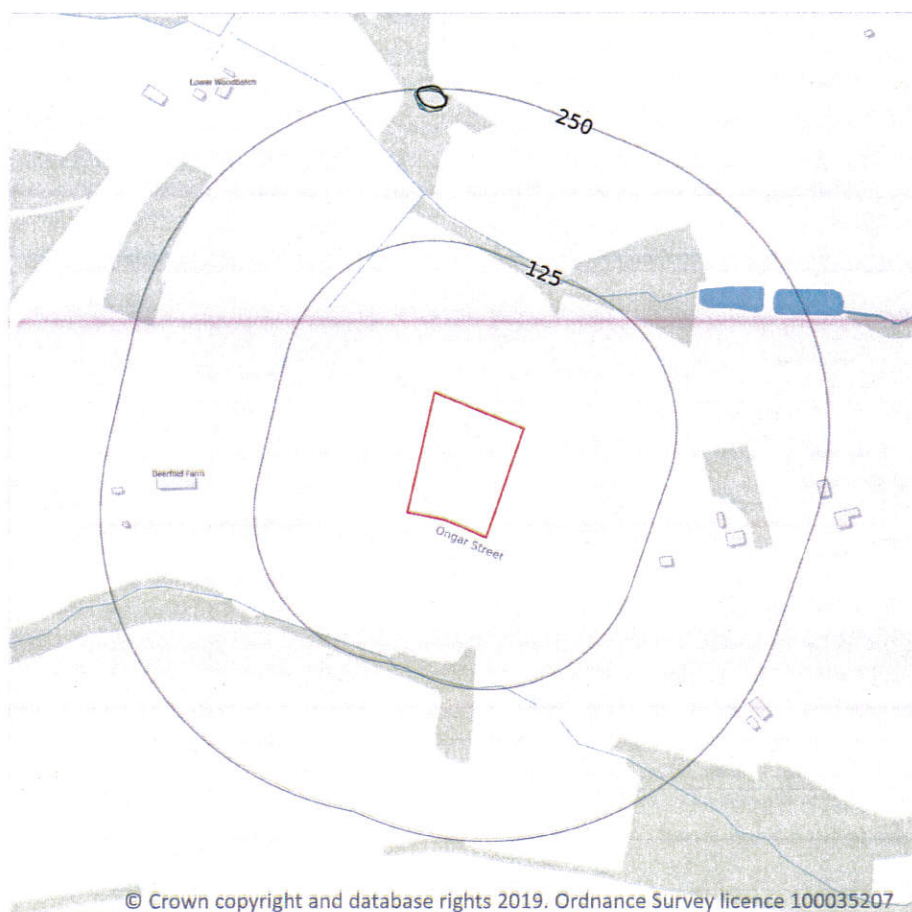 Lower Woodbatch
250
125
Deerfold Farm
Ongar Street
© Crown copyright and database rights 2019. Ordnance Survey licence 100035207